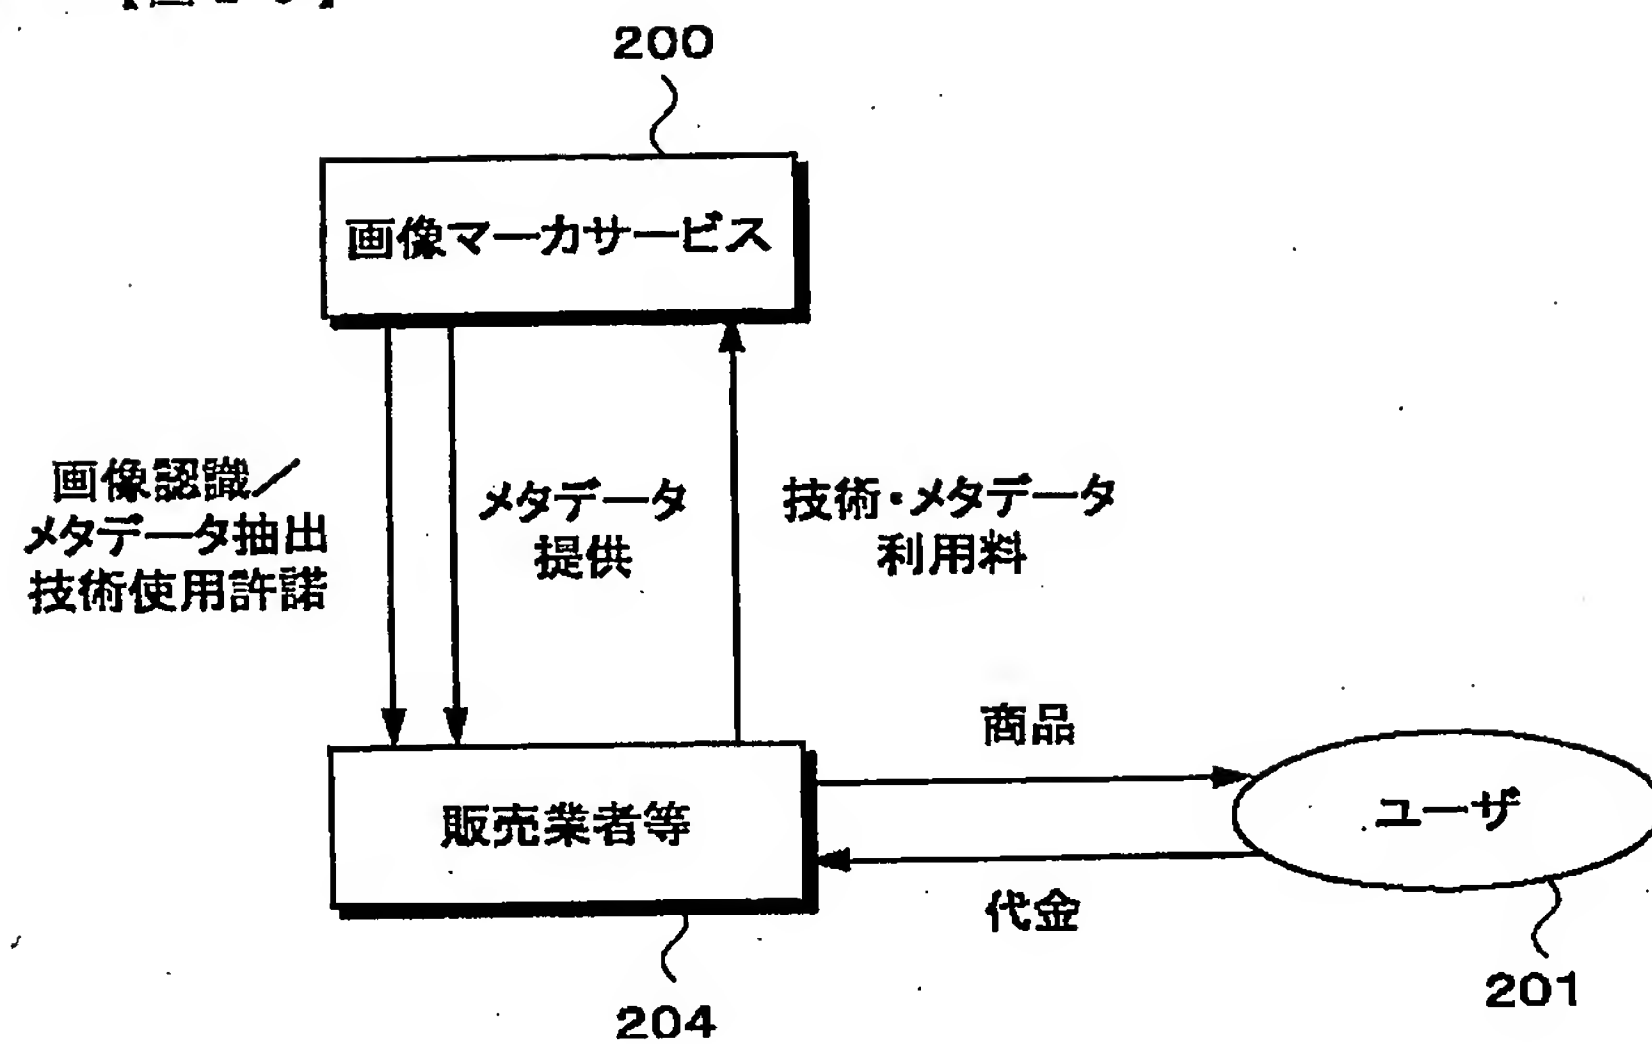 200
画像マーカサービス
画像認識／
メタデータ抽出
技術使用許諾
メタデータ
提供
技術・メタデータ
利用料
商品
販売業者等
ユーザ
代金
204
201